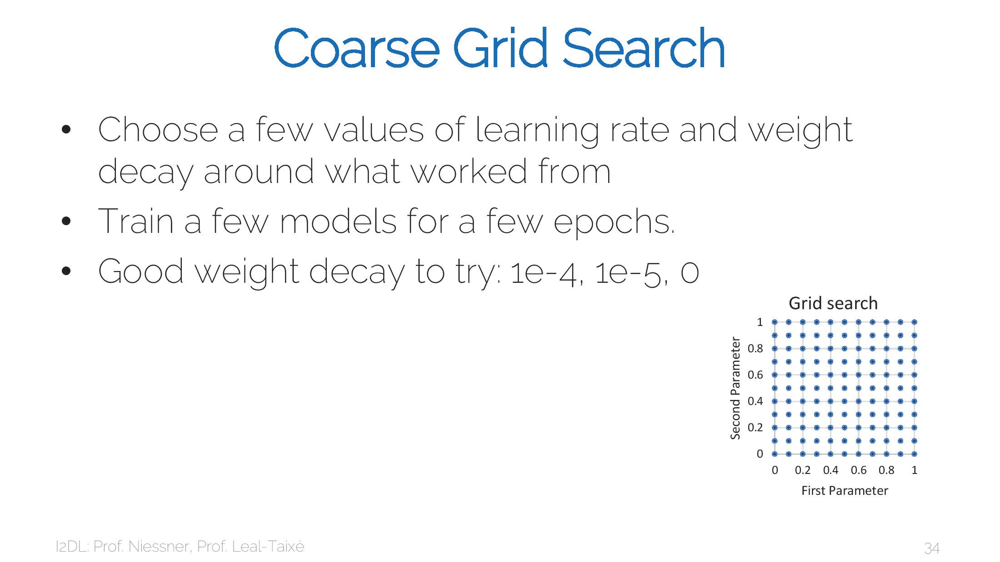 Coarse Grid Search
• Choose a few values of learning rate and weight
decay around what worked from
• Train a few models for a few epochs.
• Good weight decay to try: 1e-4, 1e-5, 0
Grid search
Second Parameter
1
0.8
0.6
0.4
0.2
0
0 0.2 0.4 0.6 0.8 1
First Parameter
I2DL: Prof. Niessner, Prof. Leal-Taixé
34